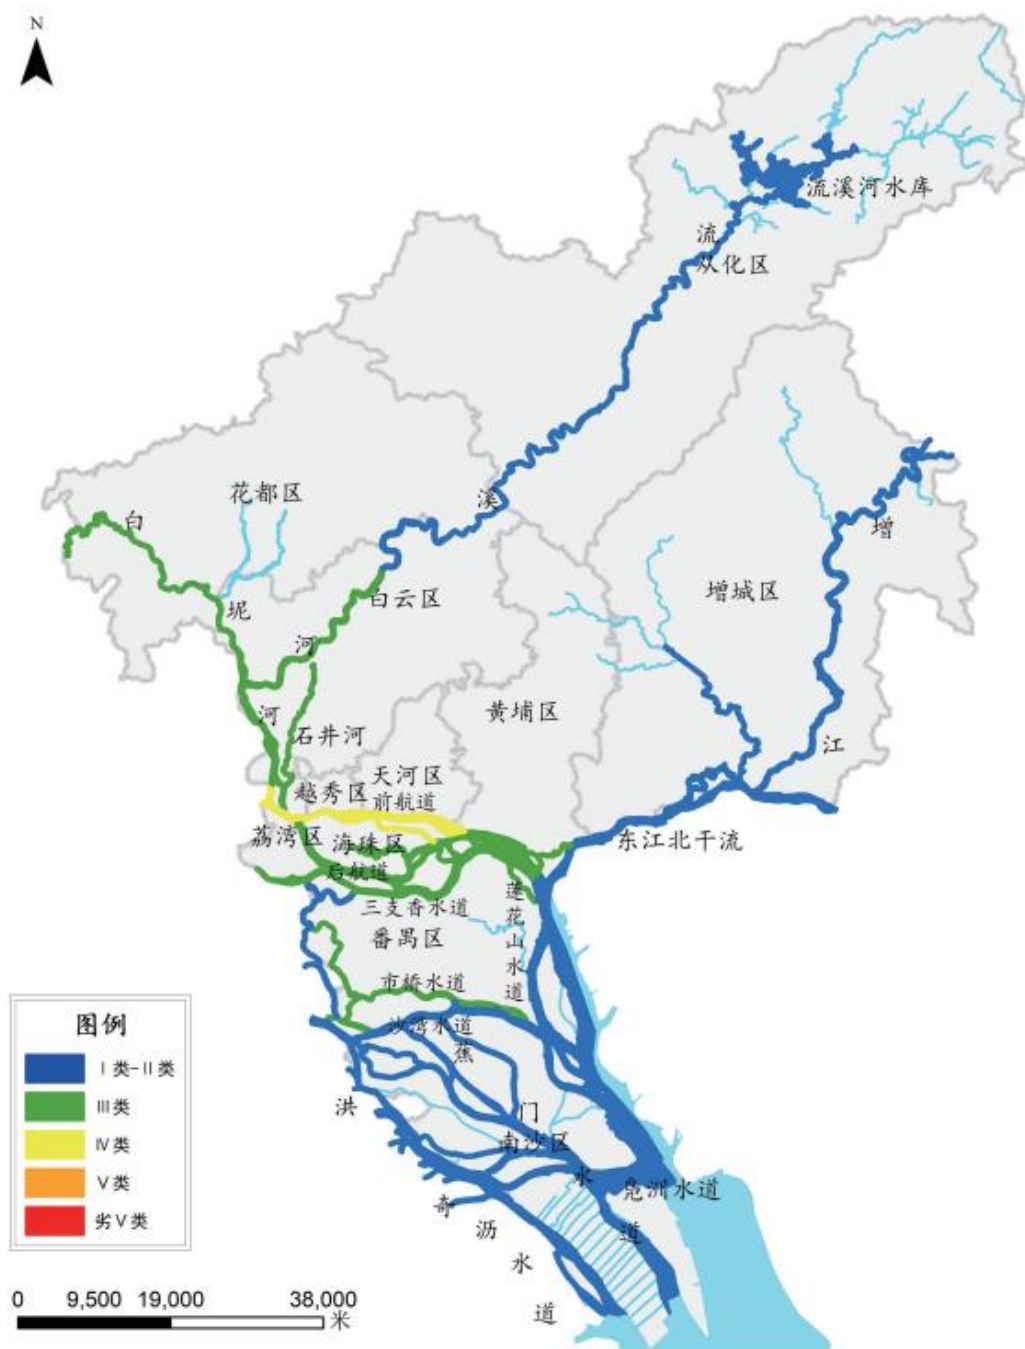 N
流溪河水库
流
从化区
溪
花都区
白
增
坭
白云区
增城区
河
河
石井河
黄埔区
江
天河区
越秀区
前航道
荔湾区
海珠区
东江北干流
后航道
莲花山水道
三支香水道
番禺区
市桥水道
沙湾水道
蕉
门
洪
南沙区
水
凫洲水道
奇
沥
道
水
道
图例
Ⅰ类-Ⅱ类
Ⅲ类
Ⅳ类
Ⅴ类
劣Ⅴ类
0 9,500 19,000 38,000
米